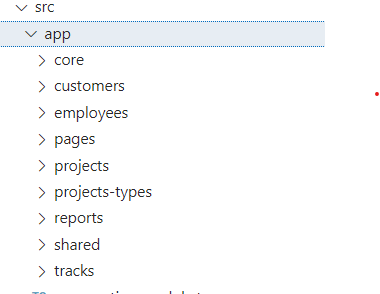 src
app
core
customers
employees
pages
projects
projects-types
reports
shared
tracks